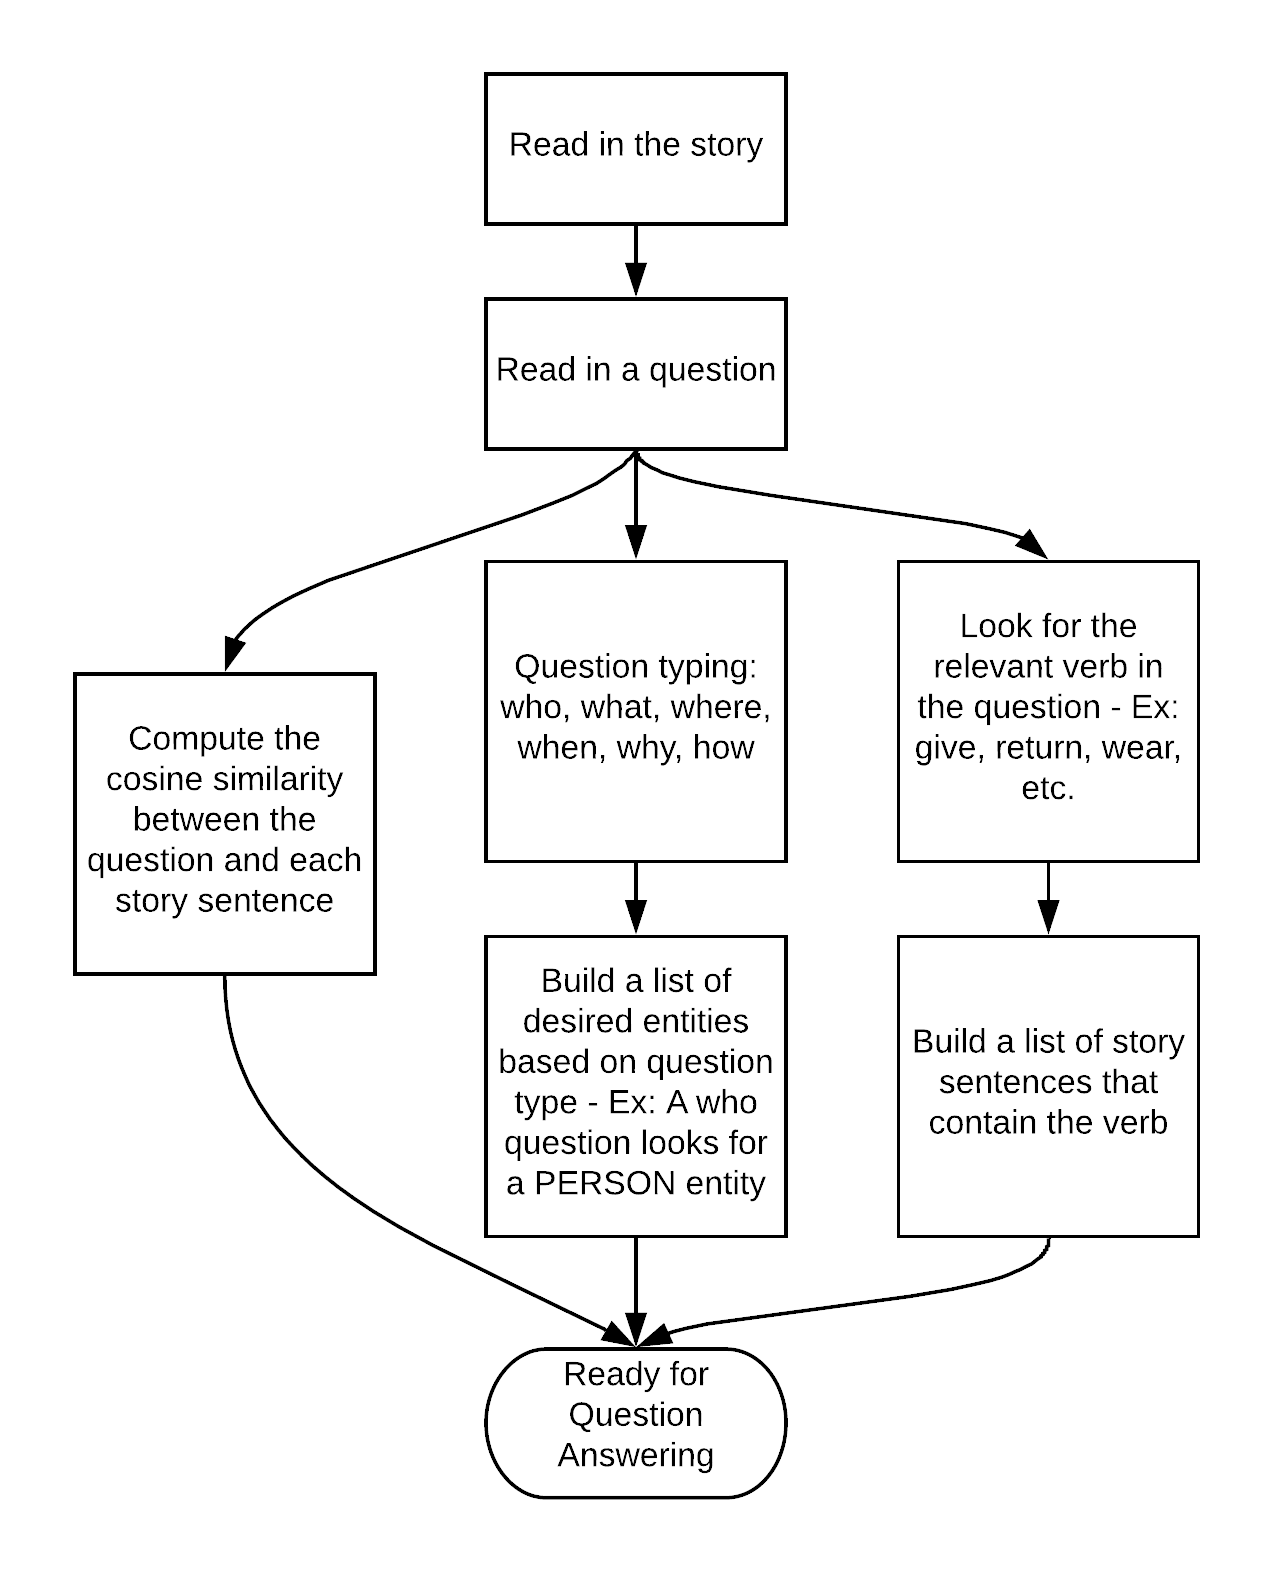 Read in the story
Read in a question
Compute the
cosine similarity
between the
question and each
story sentence
Question typing:
who, what, where,
when, why, how
Look for the
relevant verb in
the question - Ex:
give, return, wear,
etc.
Build a list of
desired entities
based on question
type - Ex: A who
question looks for
a PERSON entity
Build a list of story
sentences that
contain the verb
Ready for
Question
Answering